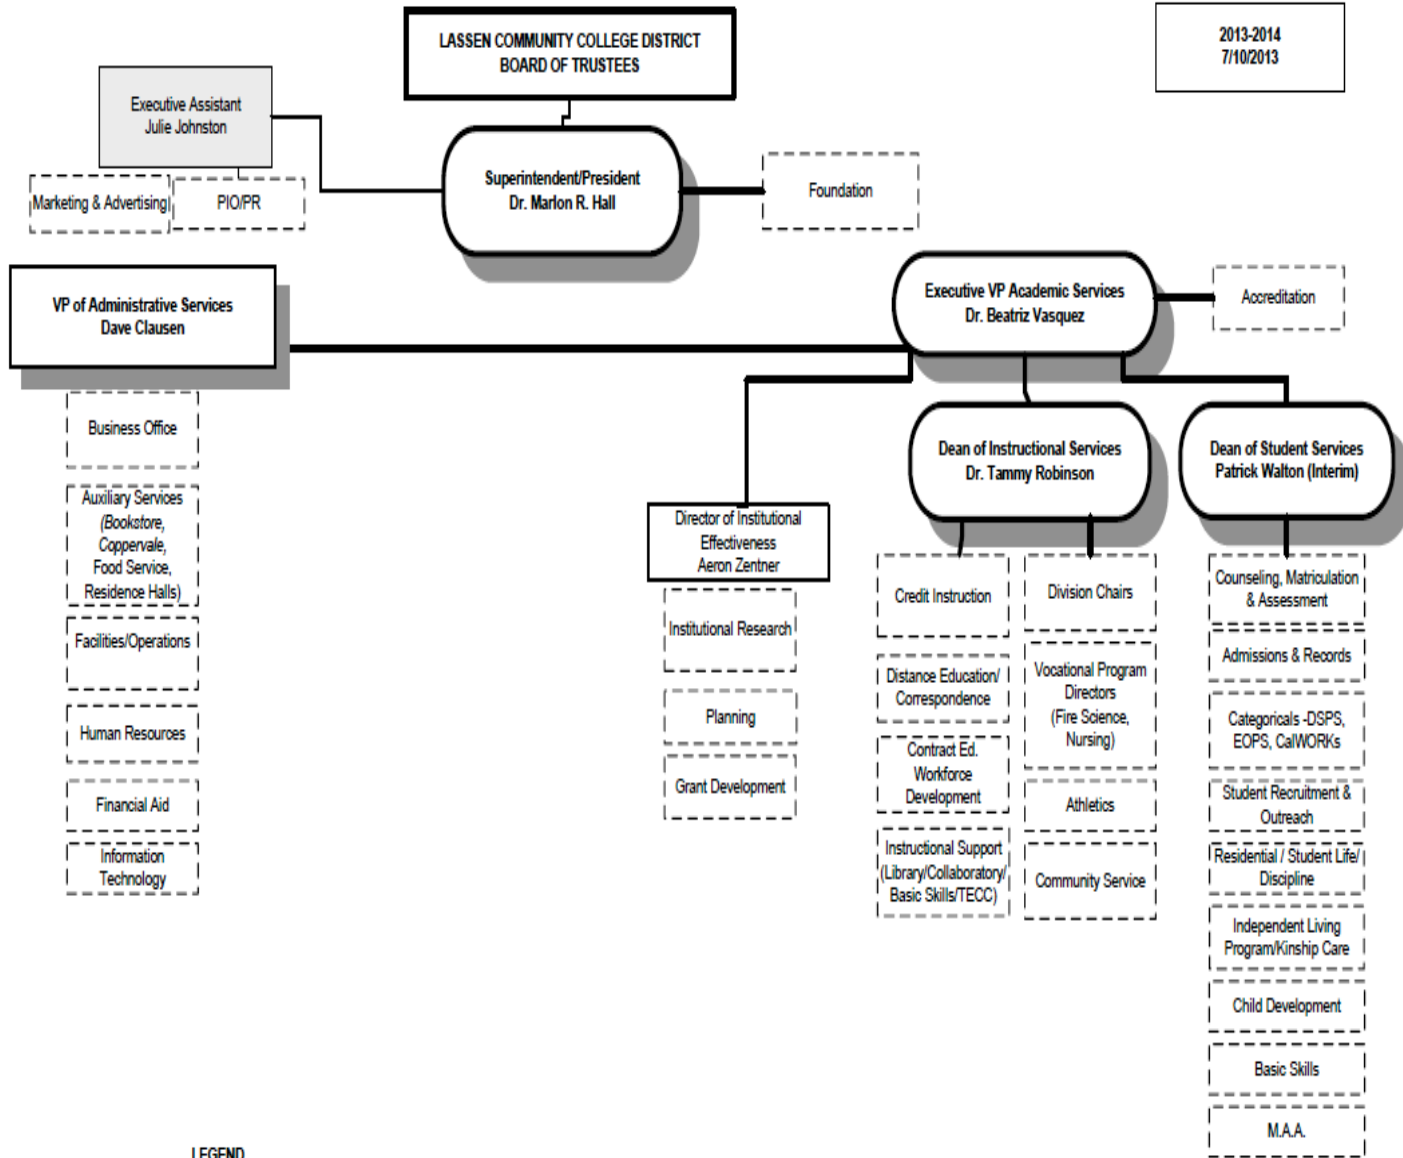 LASSEN COMMUNITY COLLEGE DISTRICT
BOARD OF TRUSTEES
2013-2014
7/10/2013
Executive Assistant
Julie Johnston
Marketing & Advertising
PIO/PR
Superintendent/President
Dr. Marlon R. Hall
Foundation
VP of Administrative Services
Dave Clausen
Executive VP Academic Services
Dr. Beatriz Vasquez
Accreditation
Business Office
Auxiliary Services
(Bookstore,
Coppervale,
Food Service,
Residence Halls)
Facilities/Operations
Human Resources
Financial Aid
Information
Technology
Director of Institutional
Effectiveness
Aeron Zentner
Institutional Research
Planning
Grant Development
Dean of Instructional Services
Dr. Tammy Robinson
Credit Instruction
Distance Education/
Correspondence
Contract Ed.
Workforce
Development
Instructional Support
(Library/Collaboratory/
Basic Skills/TECC)
Division Chairs
Vocational Program
Directors
(Fire Science,
Nursing)
Athletics
Community Service
Dean of Student Services
Patrick Walton (Interim)
Counseling, Matriculation
& Assessment
Admissions & Records
Categoricals -DSPS,
EOPS, CalWORKs
Student Recruitment &
Outreach
Residential / Student Life/
Discipline
Independent Living
Program/Kinship Care
Child Development
Basic Skills
M.A.A.
LEGEND